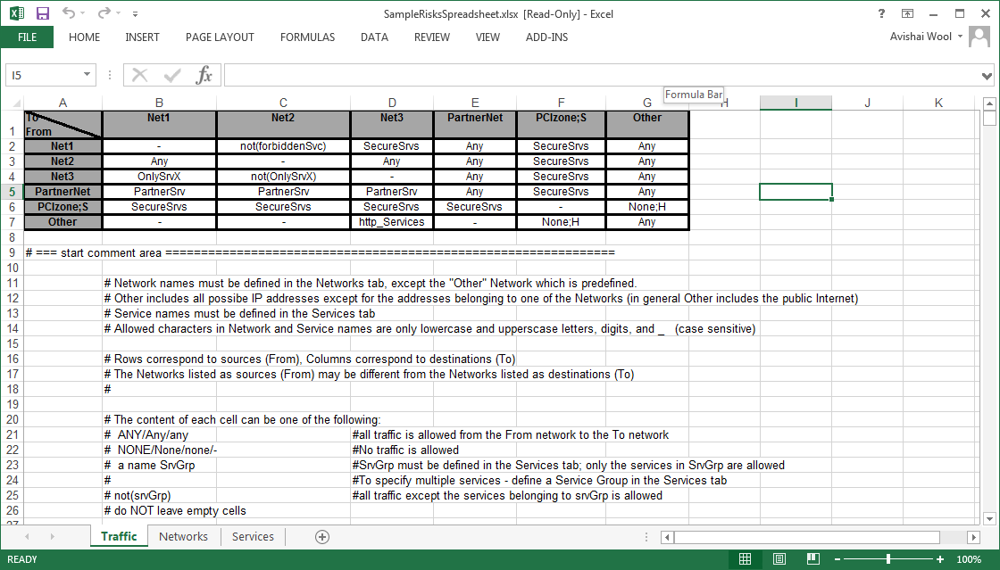 SampleRisksSpreadsheet.xlsx [Read-Only] - Excel
FILE HOME INSERT PAGE LAYOUT FORMULAS DATA REVIEW VIEW ADD-INS Avishai Wool
I5 fx
Formula Bar
A B C D E F G H I J K
1 To From Net1 Net2 Net3 PartnerNet PCIzone;S Other
2 Net1 - not(forbiddenSvc) SecureSrvs Any SecureSrvs Any
3 Net2 Any - Any Any SecureSrvs Any
4 Net3 OnlySrvX not(OnlySrvX) - Any SecureSrvs Any
5 PartnerNet PartnerSrv PartnerSrv PartnerSrv Any SecureSrvs Any
6 PCIzone;S SecureSrvs SecureSrvs SecureSrvs SecureSrvs - None;H
7 Other - - http_Services - None;H Any
8
9 # === start comment area ===============================================================
10
11 # Network names must be defined in the Networks tab, except the "Other" Network which is predefined.
12 # Other includes all possibe IP addresses except for the addresses belonging to one of the Networks (in general Other includes the public Internet)
13 # Service names must be defined in the Services tab
14 # Allowed characters in Network and Service names are only lowercase and upperscase letters, digits, and _ (case sensitive)
15
16 # Rows correspond to sources (From), Columns correspond to destinations (To)
17 # The Networks listed as sources (From) may be different from the Networks listed as destinations (To)
18 #
19
20 # The content of each cell can be one of the following:
21 # ANY/Any/any #all traffic is allowed from the From network to the To network
22 # NONE/None/none/- #No traffic is allowed
23 # a name SrvGrp #SrvGrp must be defined in the Services tab; only the services in SrvGrp are allowed
24 # #To specify multiple services - define a Service Group in the Services tab
25 # not(srvGrp) #all traffic except the services belonging to srvGrp is allowed
26 # do NOT leave empty cells
27
Traffic Networks Services
READY 100%